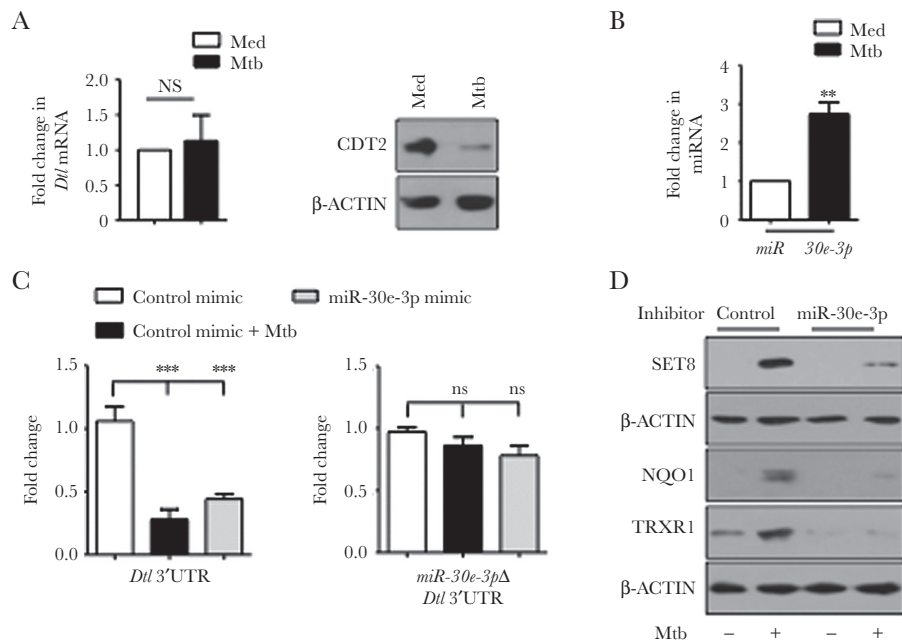 A
Med
Mtb
Fold change in
Dtl mRNA
2.0
1.5
1.0
0.5
0
NS
Med
Mtb
CDT2
β-ACTIN
B
Med
Mtb
Fold change in
miRNA
4
3
2
1
0
**
miR 30e-3p
C
Control mimic
miR-30e-3p mimic
Control mimic + Mtb
Fold change
1.5
1.0
0.5
0.0
*** ***
Dtl 3′UTR
Fold change
1.5
1.0
0.5
0.0
ns ns
miR-30e-3pΔ
Dtl 3′UTR
D
Inhibitor Control miR-30e-3p
SET8
β-ACTIN
NQO1
TRXR1
β-ACTIN
Mtb – + – +